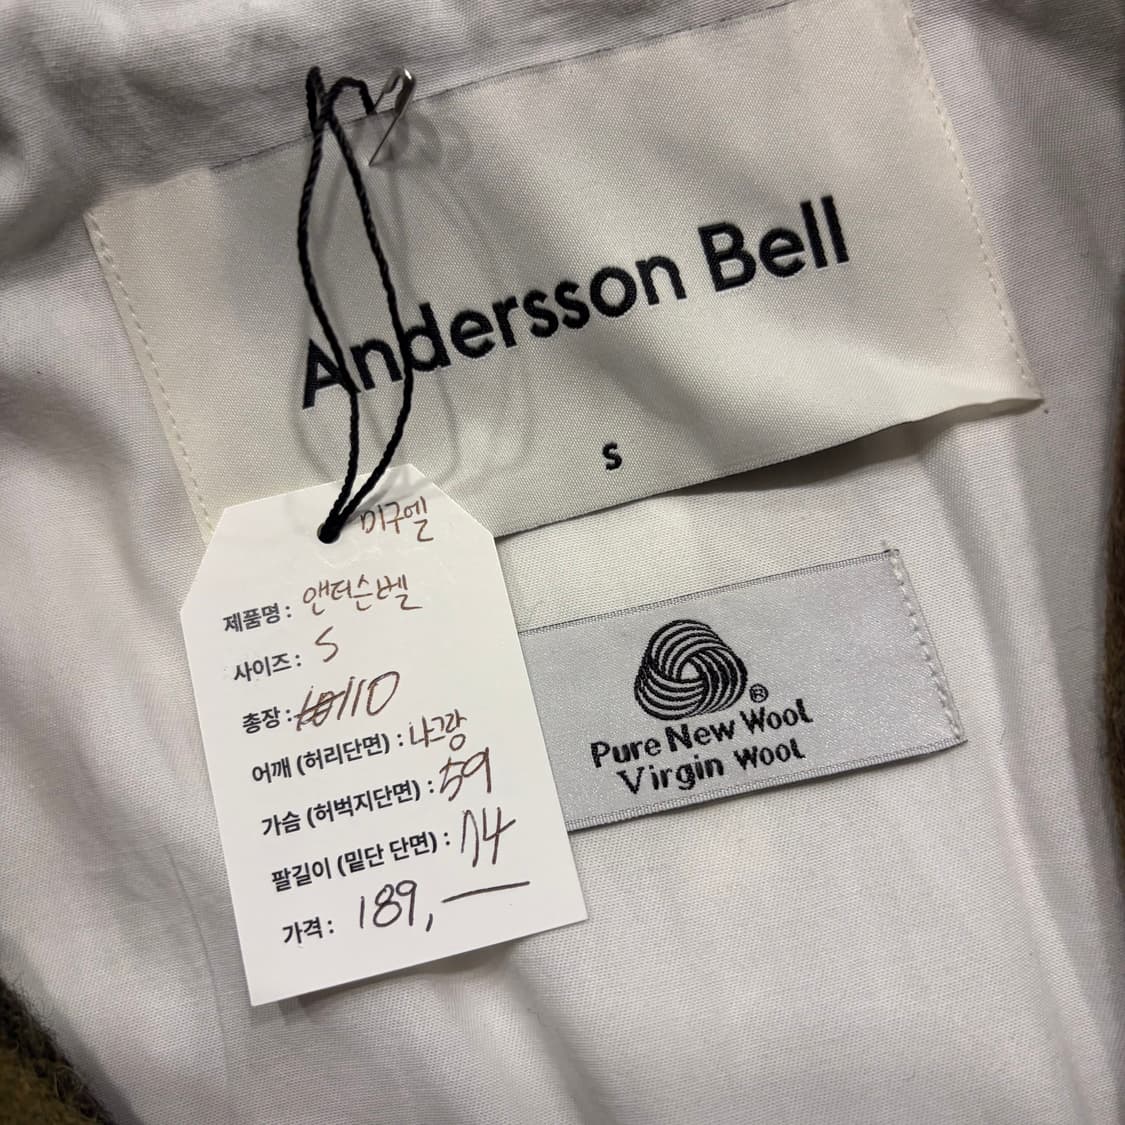 Andersson Bell
S
미구엘
제품명: 앤더슨벨
사이즈: S
총장: 110
어깨 (허리단면) : 나그랑
가슴 (허벅지단면) : 59
팔길이 (밑단 단면) : 74
가격: 189,—
®
Pure New Wool
Virgin Wool